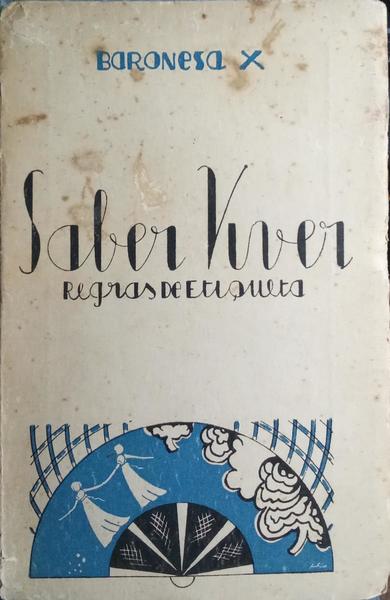 BARONESA X
Saber Viver
REGRAS DE ETIQUETA